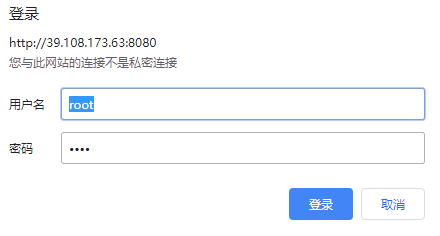 登录
http://39.108.173.63:8080
您与此网站的连接不是私密连接
用户名 root
密码 ••••
登录 取消